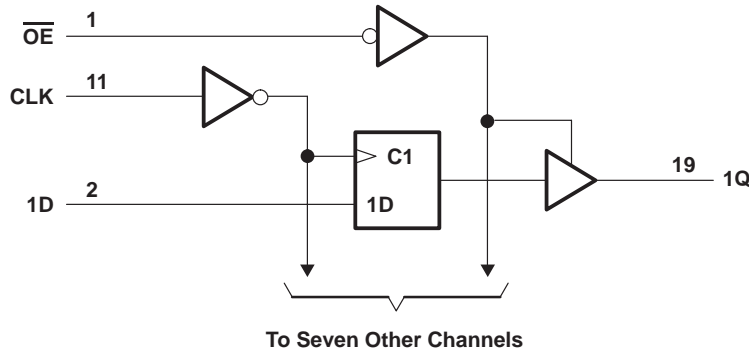 OE 1
CLK 11
C1
1D 2 1D
19 1Q
To Seven Other Channels